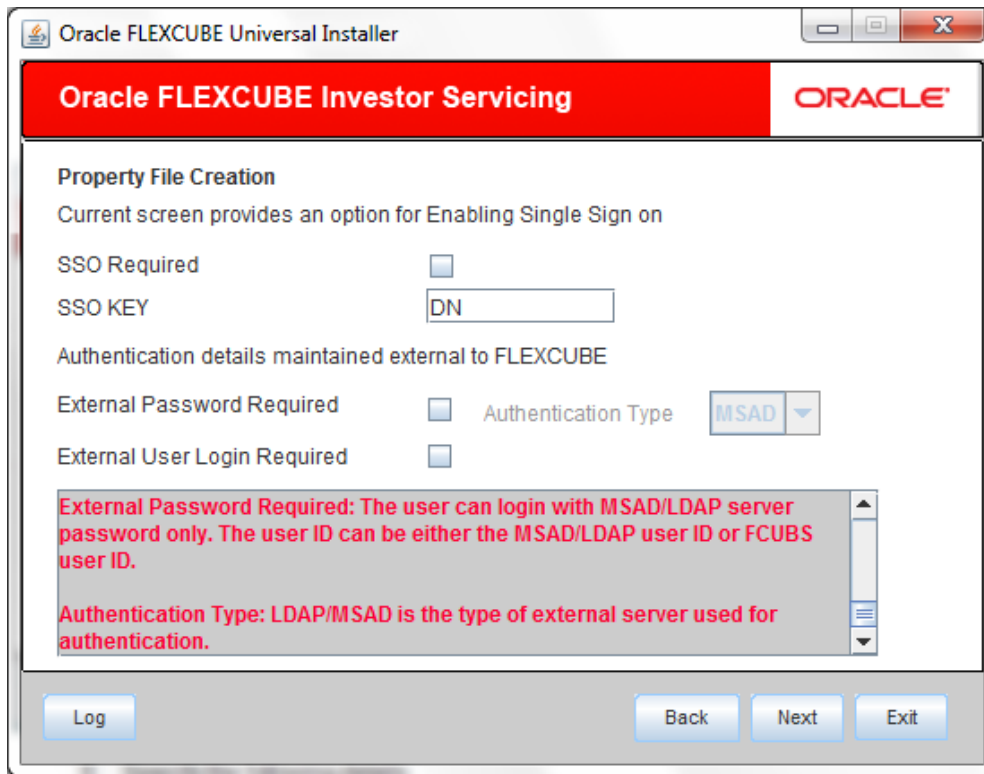 Oracle FLEXCUBE Universal Installer
Oracle FLEXCUBE Investor Servicing
ORACLE
Property File Creation
Current screen provides an option for Enabling Single Sign on
SSO Required
SSO KEY DN
Authentication details maintained external to FLEXCUBE
External Password Required Authentication Type MSAD
External User Login Required
External Password Required: The user can login with MSAD/LDAP server
password only. The user ID can be either the MSAD/LDAP user ID or FCUBS
user ID.
Authentication Type: LDAP/MSAD is the type of external server used for
authentication.
Log Back Next Exit